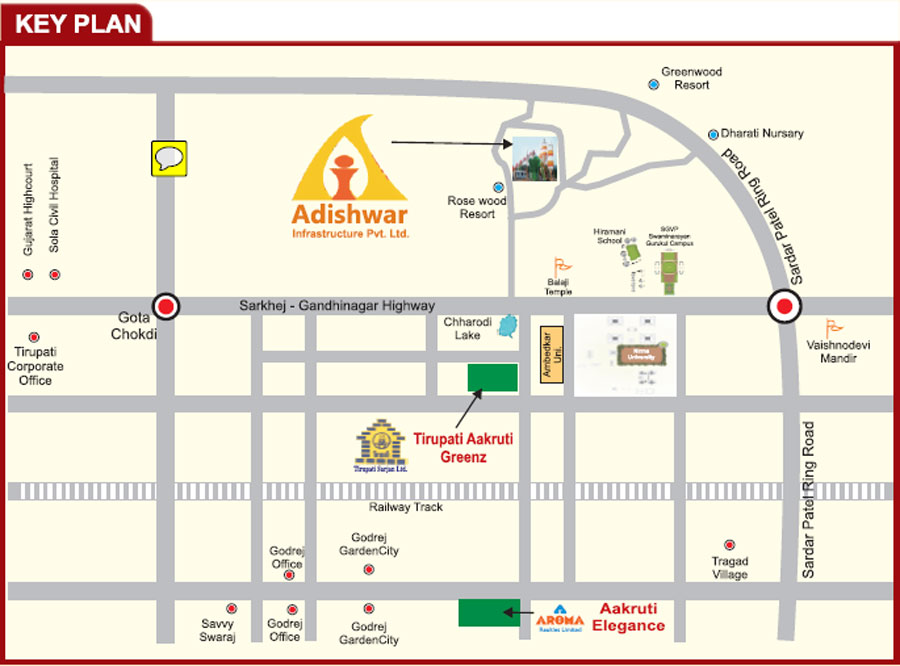 KEY PLAN
Greenwood
Resort
Dharati Nursary
Sardar Patel Ring Road
Gujarat Highcourt
Sola Civil Hospital
Adishwar
Infrastructure Pvt. Ltd.
Rose wood
Resort
Hiramani
School
SGVP
Swaminarayan
Gurukul Campus
Balaji
Temple
Sarkhej - Gandhinagar Highway
Gota
Chokdi
Chharodi
Lake
Ambedkar
Uni.
Nirma
University
Vaishnodevi
Mandir
Tirupati
Corporate
Office
Tirupati Sarjan Ltd.
Tirupati Aakruti
Greenz
Railway Track
Sardar Patel Ring Road
Godrej
Office
Godrej
GardenCity
Tragad
Village
Savvy
Swaraj
Godrej
Office
Godrej
GardenCity
AROMA
Realties Limited
Aakruti
Elegance